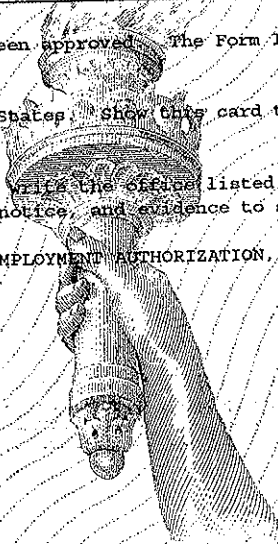 een approved. The Form I
States. Show this card t
write the office listed
notice, and evidence to
EMPLOYMENT AUTHORIZATION,